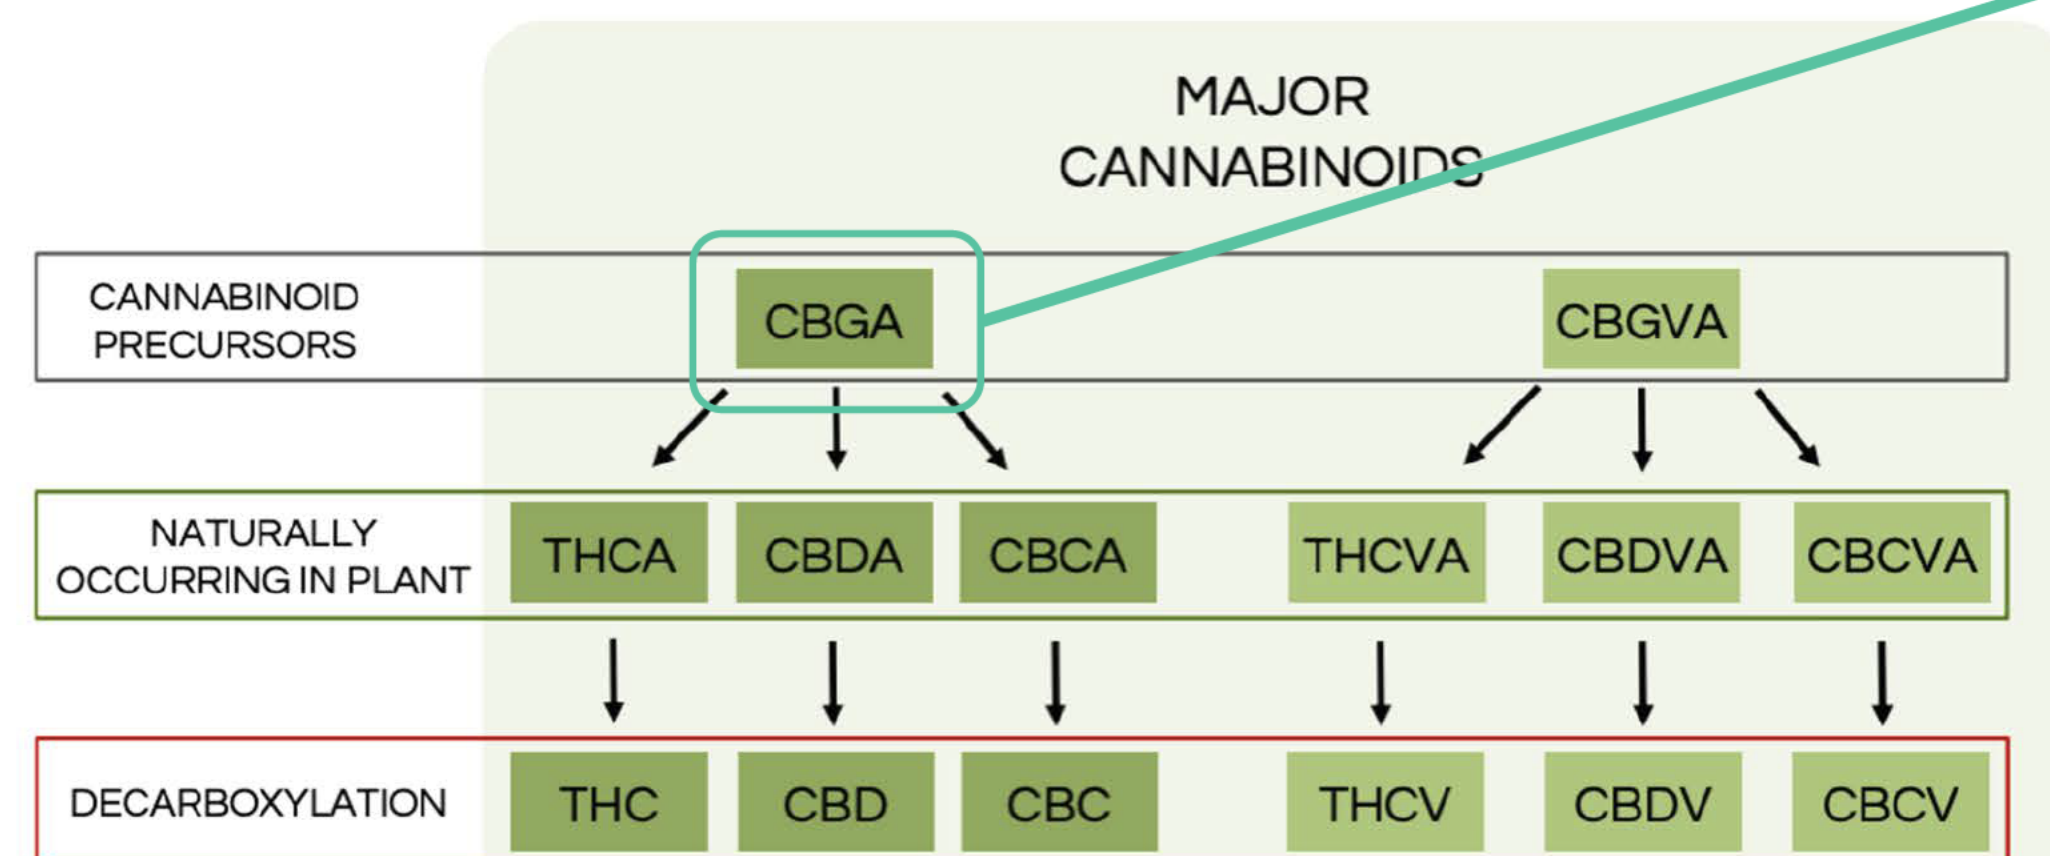 MAJOR
CANNABINOIDS
CANNABINOID
PRECURSORS
CBGA
CBGVA
NATURALLY
OCCURRING IN PLANT
THCA
CBDA
CBCA
THCVA
CBDVA
CBCVA
DECARBOXYLATION
THC
CBD
CBC
THCV
CBDV
CBCV